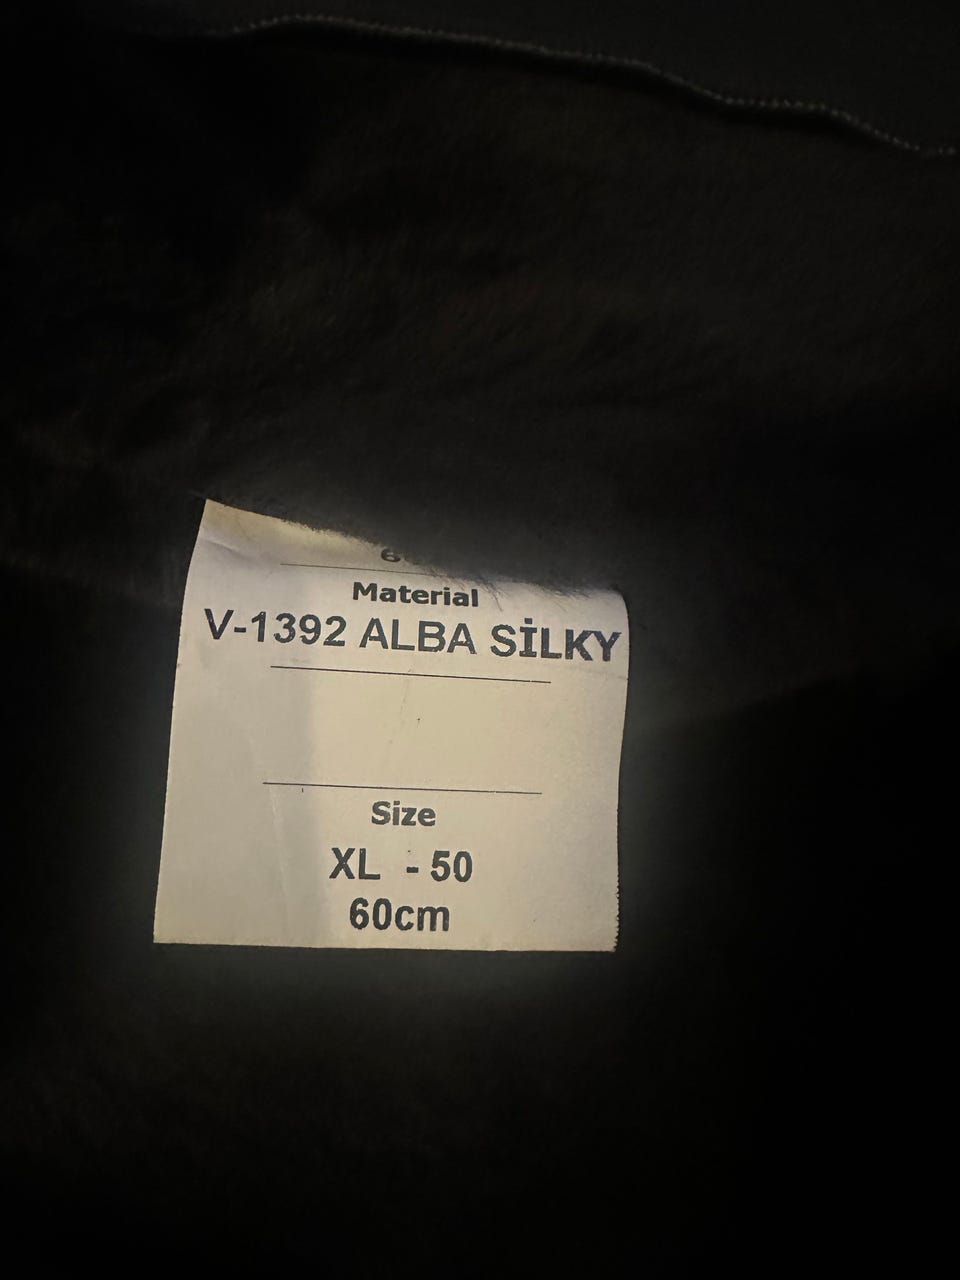 Material
V-1392 ALBA SİLKY
Size
XL - 50
60cm